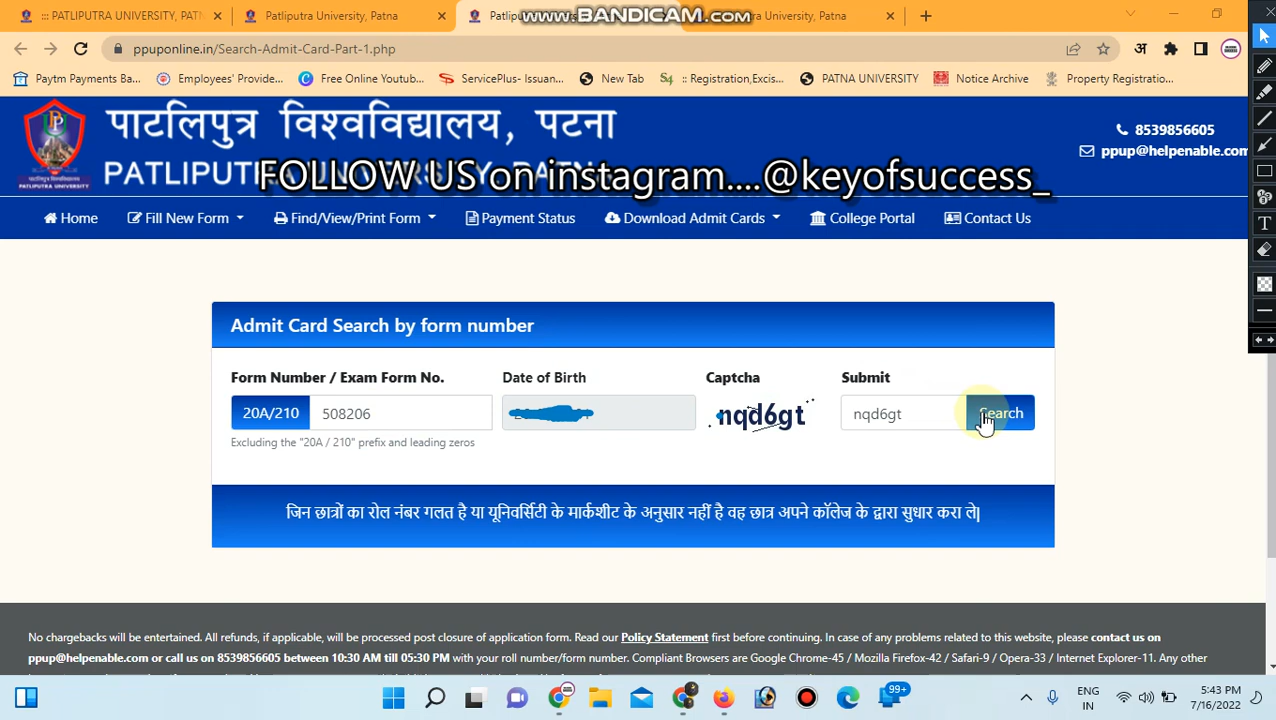 ::: PATLIPUTRA UNIVERSITY, PATN
Patliputra University, Patna
Patlip
www.BANDICAM.com
ra University, Patna
ppuponline.in/Search-Admit-Card-Part-1.php
अ
Paytm Payments Ba...
Employees' Provide...
Free Online Youtub...
ServicePlus- Issuan...
New Tab
:: Registration,Excis...
PATNA UNIVERSITY
Notice Archive
Property Registratio...
पाटलिपुत्र विश्वविद्यालय, पटना
PATLIPUTRA UNIVERSITY, PATN
FOLLOW US on instagram....@keyofsuccess_
PATLIPUTRA UNIVERSITY
8539856605
ppup@helpenable.com
Home
Fill New Form
Find/View/Print Form
Payment Status
Download Admit Cards
College Portal
Contact Us
Admit Card Search by form number
Form Number / Exam Form No.
Date of Birth
Captcha
Submit
20A/210
508206
nqd6gt
nqd6gt
Search
Excluding the "20A / 210" prefix and leading zeros
जिन छात्रों का रोल नंबर गलत है या यूनिवर्सिटी के मार्कशीट के अनुसार नहीं है वह छात्र अपने कॉलेज के द्वारा सुधार करा ले|
No chargebacks will be entertained. All refunds, if applicable, will be processed post closure of application form. Read our Policy Statement first before continuing. In case of any problems related to this website, please contact us on
ppup@helpenable.com or call us on 8539856605 between 10:30 AM till 05:30 PM with your roll number/form number. Compliant Browsers are Google Chrome-45 / Mozilla Firefox-42 / Safari-9 / Opera-33 / Internet Explorer-11. Any other
99+
ENG
IN
5:43 PM
7/16/2022